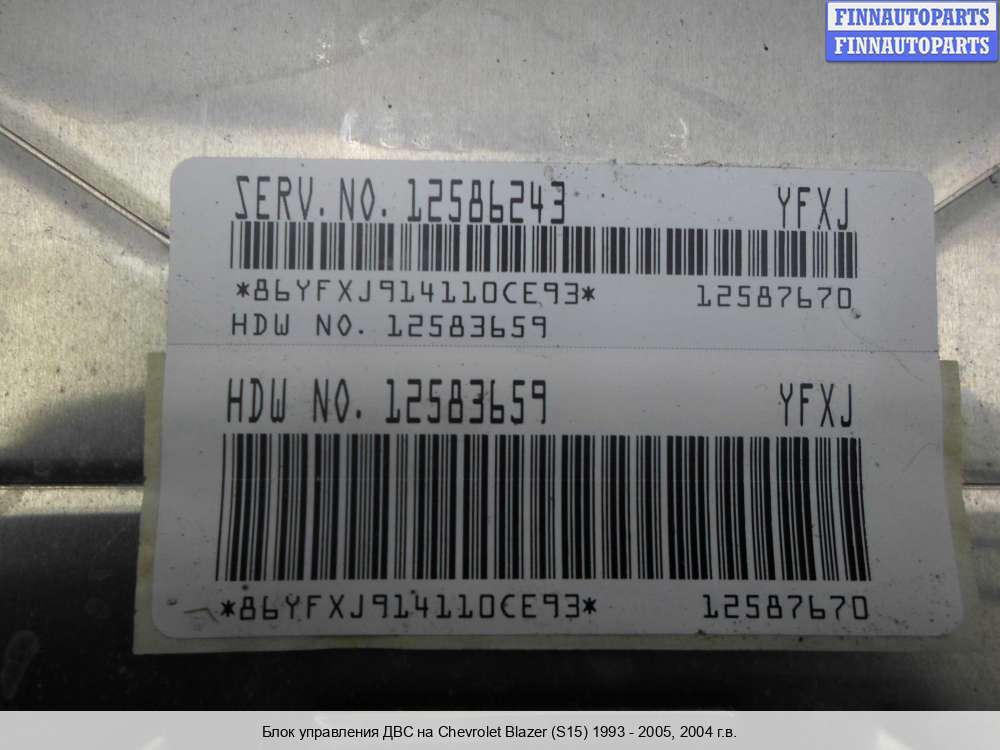 FINNAUTOPARTS
FINNAUTOPARTS
SERV. NO. 12586243 YFXJ
*86YFXJ914110CE93* 12587670
HDW NO. 12583659
HDW NO. 12583659 YFXJ
*86YFXJ914110CE93* 12587670
Блок управления ДВС на Chevrolet Blazer (S15) 1993 - 2005, 2004 г.в.